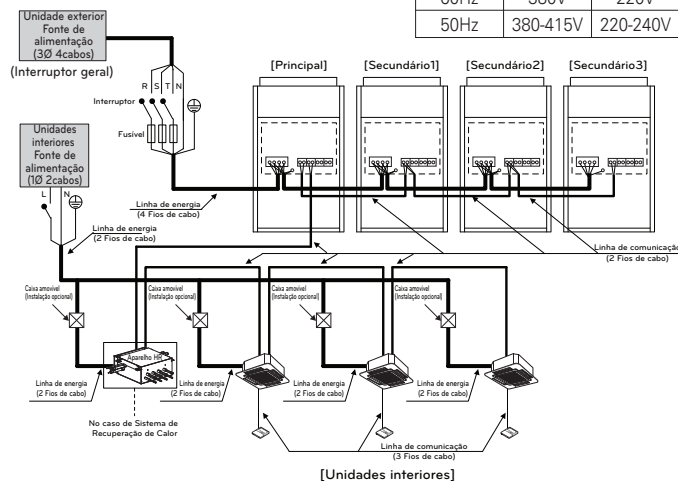 60Hz 380V 220V
50Hz 380-415V 220-240V
Unidade exterior
Fonte de
alimentação
(3Ø 4cabos)
(Interruptor geral)
R S T N
Interruptor
Fusível
[Principal] [Secundário1] [Secundário2] [Secundário3]
Unidades
interiores
Fonte de
alimentação
(1Ø 2cabos)
L N
Linha de energia
(4 Fios de cabo)
Linha de energia
(2 Fios de cabo)
Linha de comunicação
(2 Fios de cabo)
Caixa amovível
(Instalação opcional)
Caixa amovível
(Instalação opcional)
Caixa amovível
(Instalação opcional)
Caixa amovível
(Instalação opcional)
Aparelho HR
Linha de energia
(2 Fios de cabo)
Linha de energia
(2 Fios de cabo)
Linha de energia
(2 Fios de cabo)
Linha de energia
(2 Fios de cabo)
No caso de Sistema de
Recuperação de Calor
Linha de comunicação
(3 Fios de cabo)
[Unidades interiores]